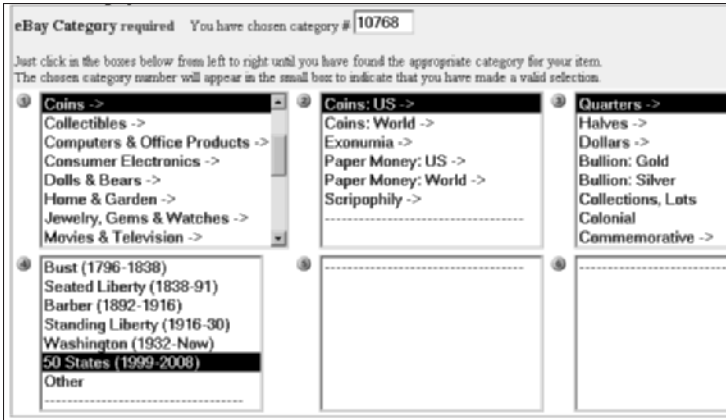 eBay Category required You have chosen category # 10768
Just click in the boxes below from left to right until you have found the appropriate category for your item.
The chosen category number will appear in the small box to indicate that you have made a valid selection.
1
Coins ->
Collectibles ->
Computers & Office Products ->
Consumer Electronics ->
Dolls & Bears ->
Home & Garden ->
Jewelry, Gems & Watches ->
Movies & Television ->
2
Coins: US ->
Coins: World ->
Exonumia ->
Paper Money: US ->
Paper Money: World ->
Scripophily ->
----------------------------------
3
Quarters ->
Halves ->
Dollars ->
Bullion: Gold
Bullion: Silver
Collections, Lots
Colonial
Commemorative ->
4
Bust (1796-1838)
Seated Liberty (1838-91)
Barber (1892-1916)
Standing Liberty (1916-30)
Washington (1932-Now)
50 States (1999-2008)
Other
----------------------------------
5
----------------------------------
6
-------------------------